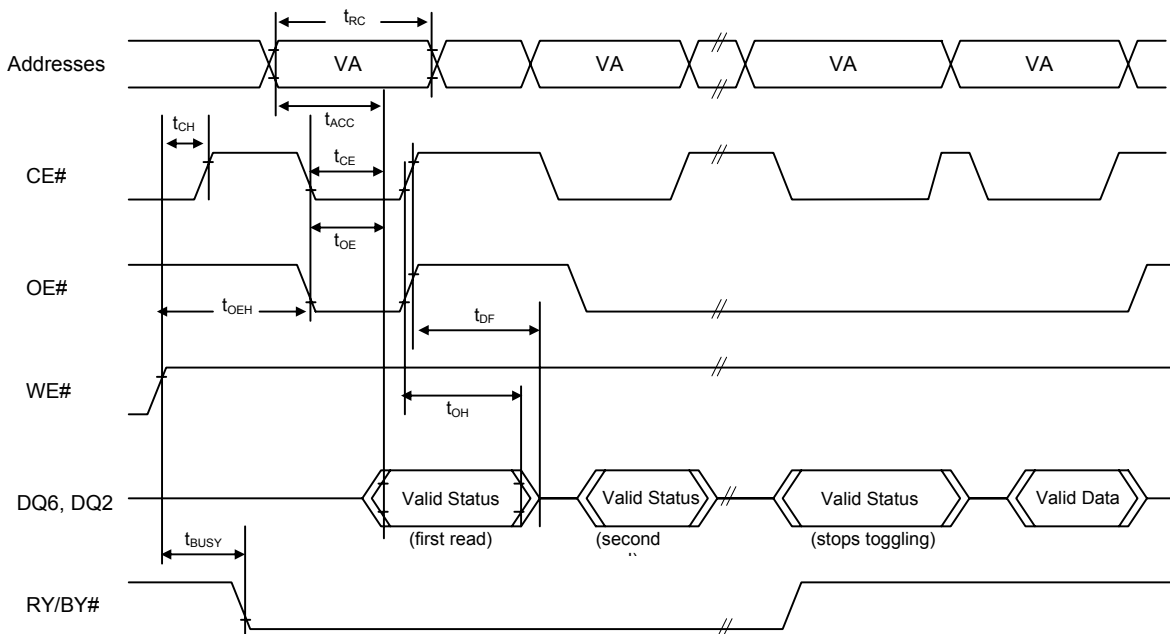 tRC
Addresses
VA
VA
VA
VA
tACC
tCH
tCE
CE#
tOE
OE#
tOEH
tDF
WE#
tOH
DQ6, DQ2
Valid Status
Valid Status
Valid Status
Valid Data
(first read)
(second
(stops toggling)
tBUSY
RY/BY#